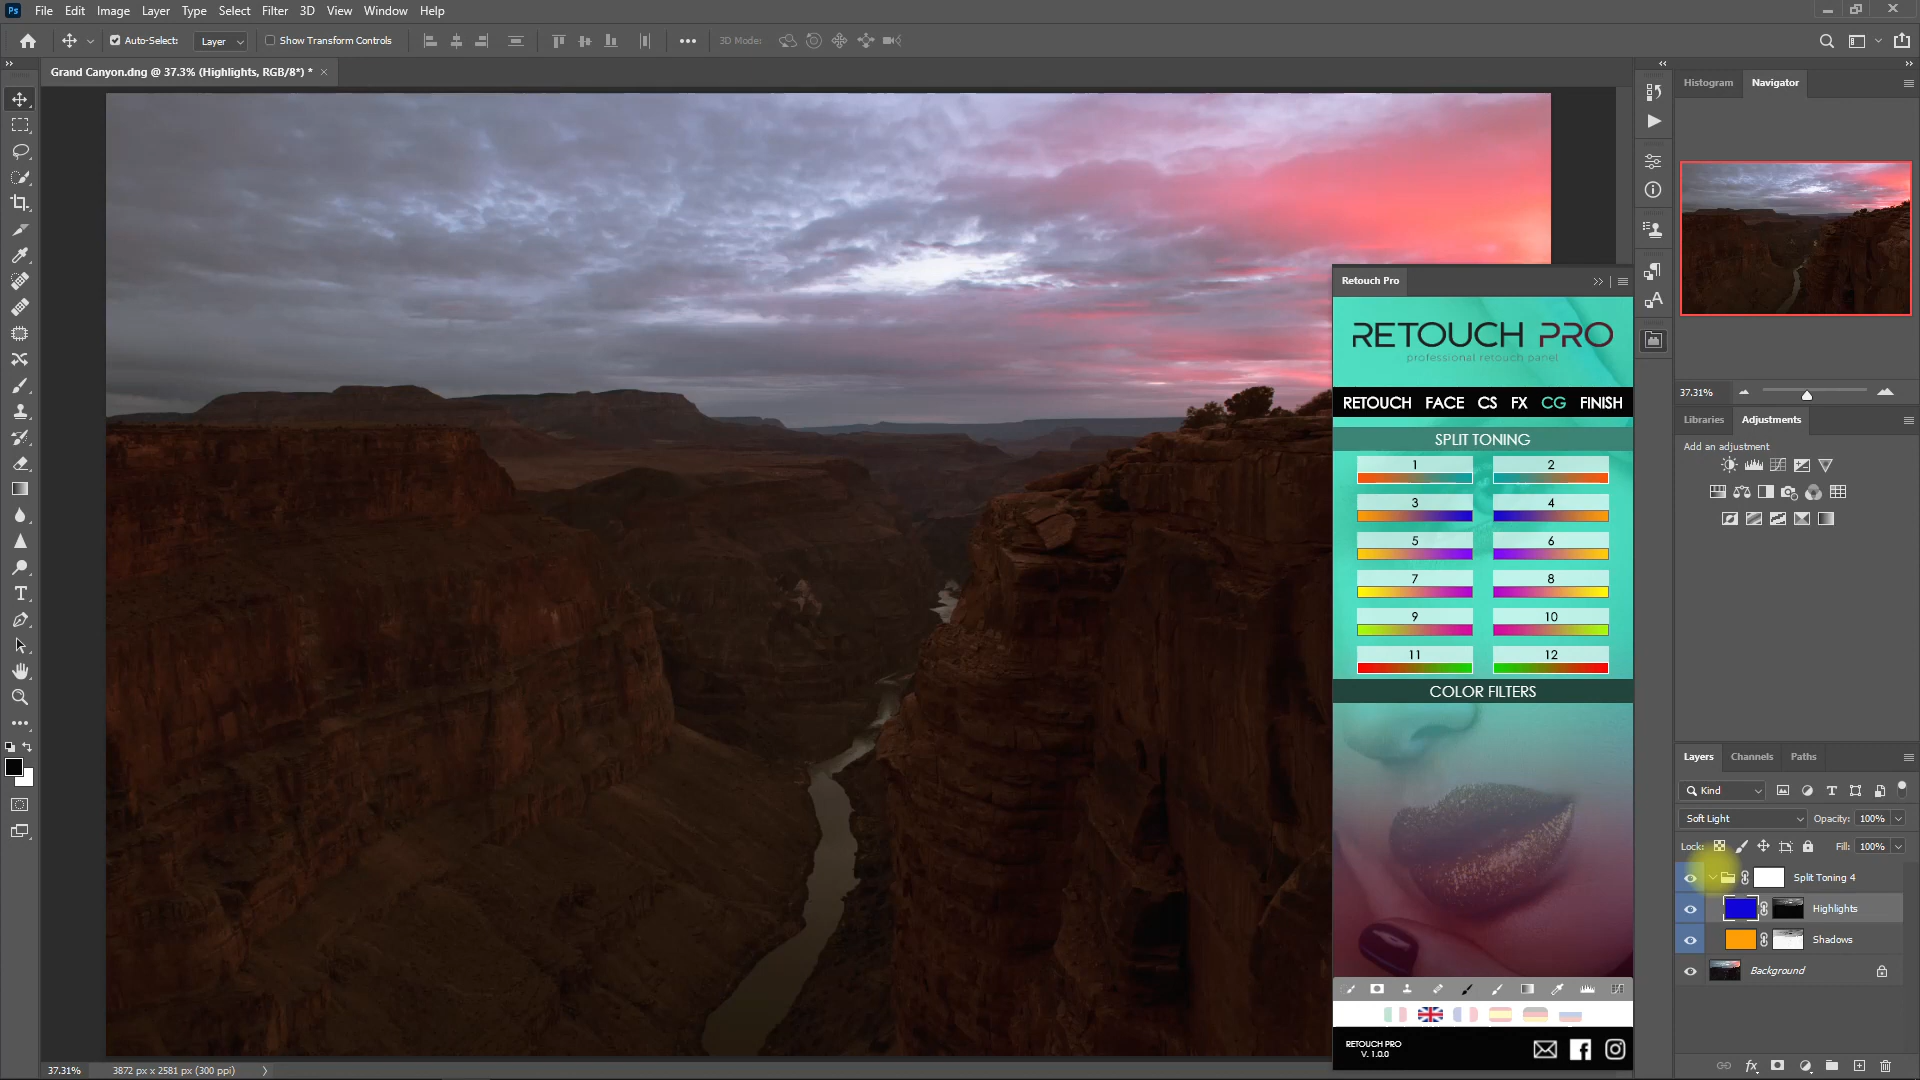 Ps File Edit Image Layer Type Select Filter 3D View Window Help
Auto-Select: Layer Show Transform Controls 3D Mode:
Grand Canyon.dng @ 37.3% (Highlights, RGB/8*) * ×
Histogram Navigator
37.31%
Libraries Adjustments
Add an adjustment
Retouch Pro
RETOUCH PRO
professional retouch panel
RETOUCH FACE CS FX CG FINISH
SPLIT TONING
1 2
3 4
5 6
7 8
9 10
11 12
COLOR FILTERS
RETOUCH PRO
V. 1.0.0
Layers Channels Paths
Kind
Soft Light Opacity: 100%
Lock: Fill: 100%
Split Toning 4
Highlights
Shadows
Background
37.31% 3872 px x 2581 px (300 ppi)